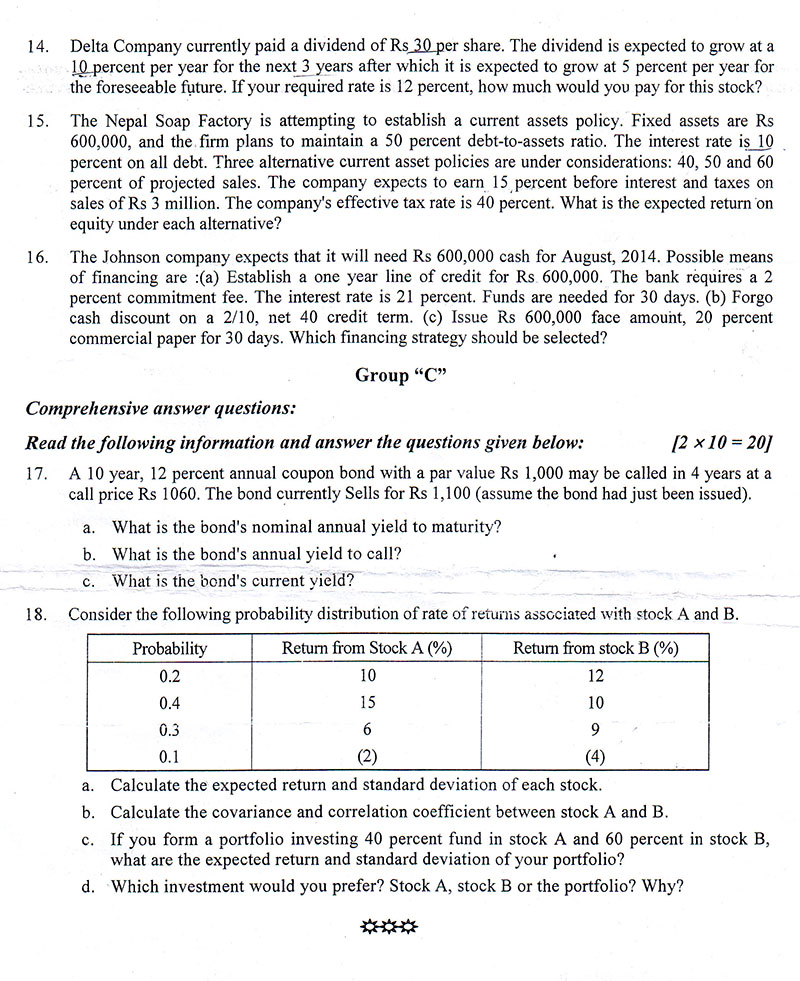 14. Delta Company currently paid a dividend of Rs 30 per share. The dividend is expected to grow at a
10 percent per year for the next 3 years after which it is expected to grow at 5 percent per year for
the foreseeable future. If your required rate is 12 percent, how much would you pay for this stock?
15. The Nepal Soap Factory is attempting to establish a current assets policy. Fixed assets are Rs
600,000, and the firm plans to maintain a 50 percent debt-to-assets ratio. The interest rate is 10
percent on all debt. Three alternative current asset policies are under considerations: 40, 50 and 60
percent of projected sales. The company expects to earn 15 percent before interest and taxes on
sales of Rs 3 million. The company's effective tax rate is 40 percent. What is the expected return on
equity under each alternative?
16. The Johnson company expects that it will need Rs 600,000 cash for August, 2014. Possible means
of financing are :(a) Establish a one year line of credit for Rs 600,000. The bank requires a 2
percent commitment fee. The interest rate is 21 percent. Funds are needed for 30 days. (b) Forgo
cash discount on a 2/10, net 40 credit term. (c) Issue Rs 600,000 face amount, 20 percent
commercial paper for 30 days. Which financing strategy should be selected?
Group “C”
Comprehensive answer questions:
Read the following information and answer the questions given below: [2 × 10 = 20]
17. A 10 year, 12 percent annual coupon bond with a par value Rs 1,000 may be called in 4 years at a
call price Rs 1060. The bond currently Sells for Rs 1,100 (assume the bond had just been issued).
a. What is the bond's nominal annual yield to maturity?
b. What is the bond's annual yield to call?
c. What is the bond's current yield?
18. Consider the following probability distribution of rate of returns associated with stock A and B.
Probability Return from Stock A (%) Return from stock B (%)
0.2 10 12
0.4 15 10
0.3 6 9
0.1 (2) (4)
a. Calculate the expected return and standard deviation of each stock.
b. Calculate the covariance and correlation coefficient between stock A and B.
c. If you form a portfolio investing 40 percent fund in stock A and 60 percent in stock B,
what are the expected return and standard deviation of your portfolio?
d. Which investment would you prefer? Stock A, stock B or the portfolio? Why?